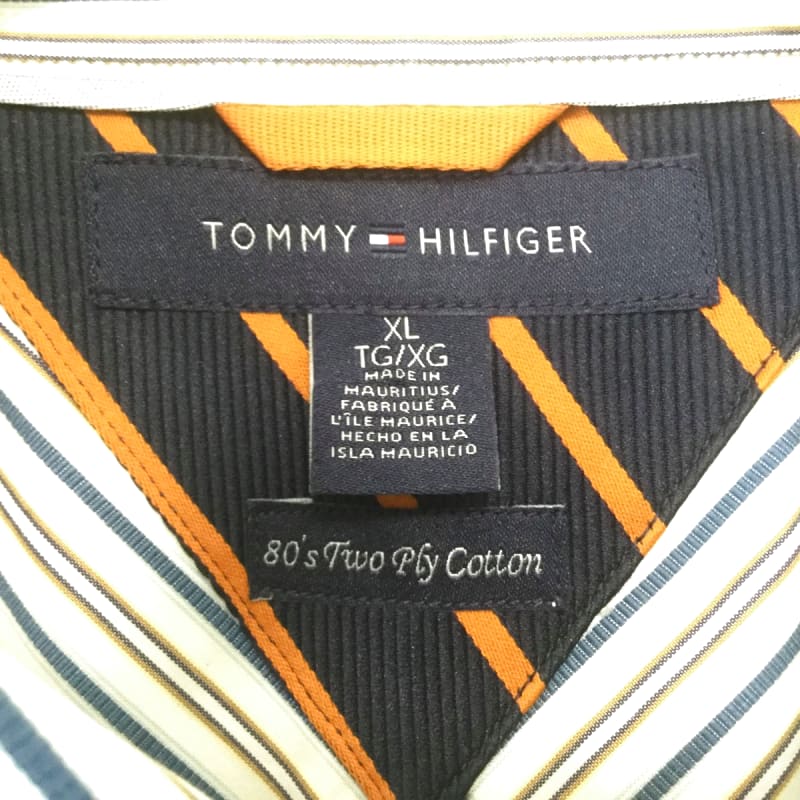 TOMMY HILFIGER
XL
TG/XG
MADE IN
MAURITIUS/
FABRIQUÉ À
L'ÎLE MAURICE/
HECHO EN LA
ISLA MAURICIO
80's Two Ply Cotton